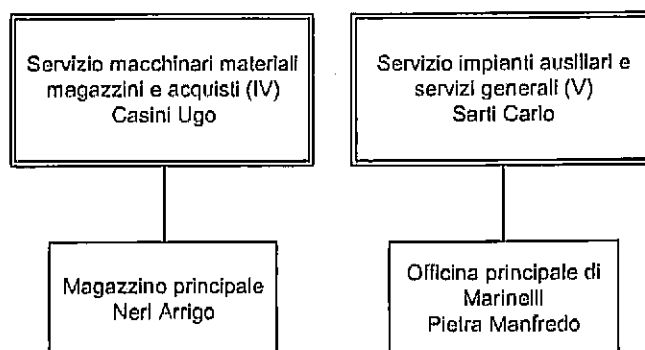 Servizio macchinari materiali
magazzini e acquisti (IV)
Casini Ugo
Servizio impianti ausiliari e
servizi generali (V)
Sarti Carlo
Magazzino principale
Neri Arrigo
Officina principale di
Marinelli
Pietra Manfredo